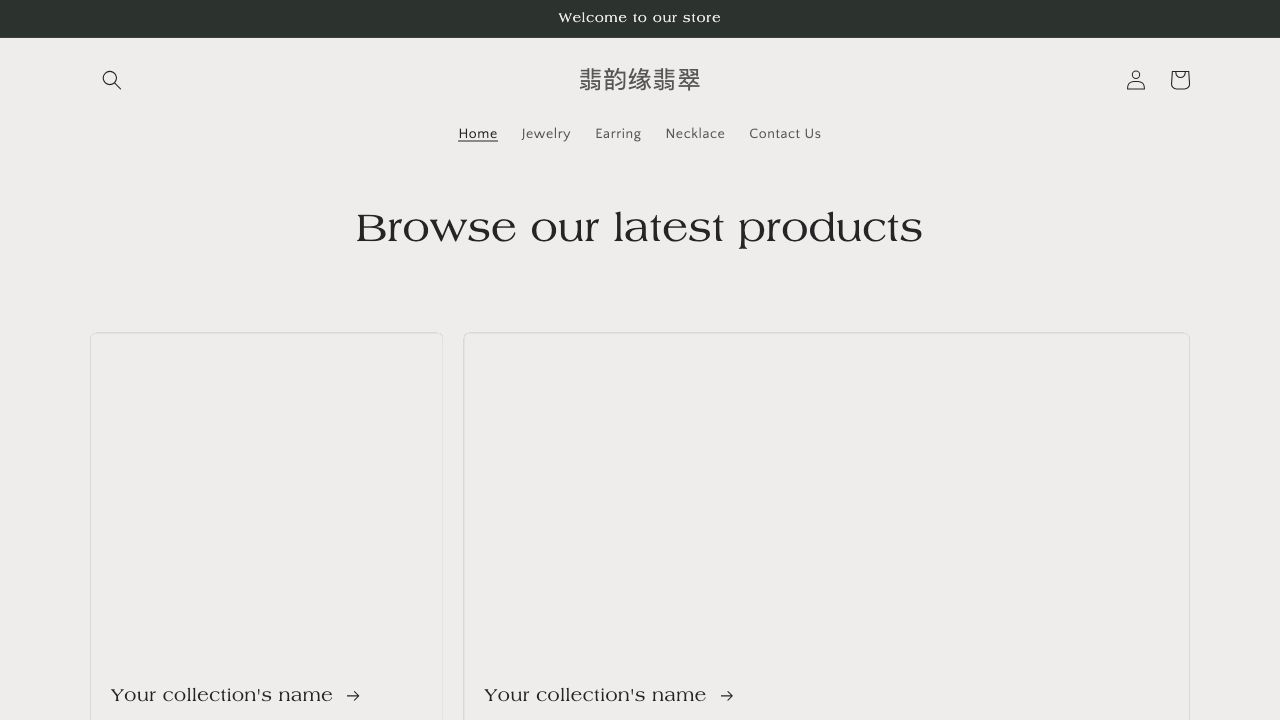 Welcome to our store
翡韵缘翡翠
Home Jewelry Earring Necklace Contact Us
Browse our latest products
Your collection's name → Your collection's name →